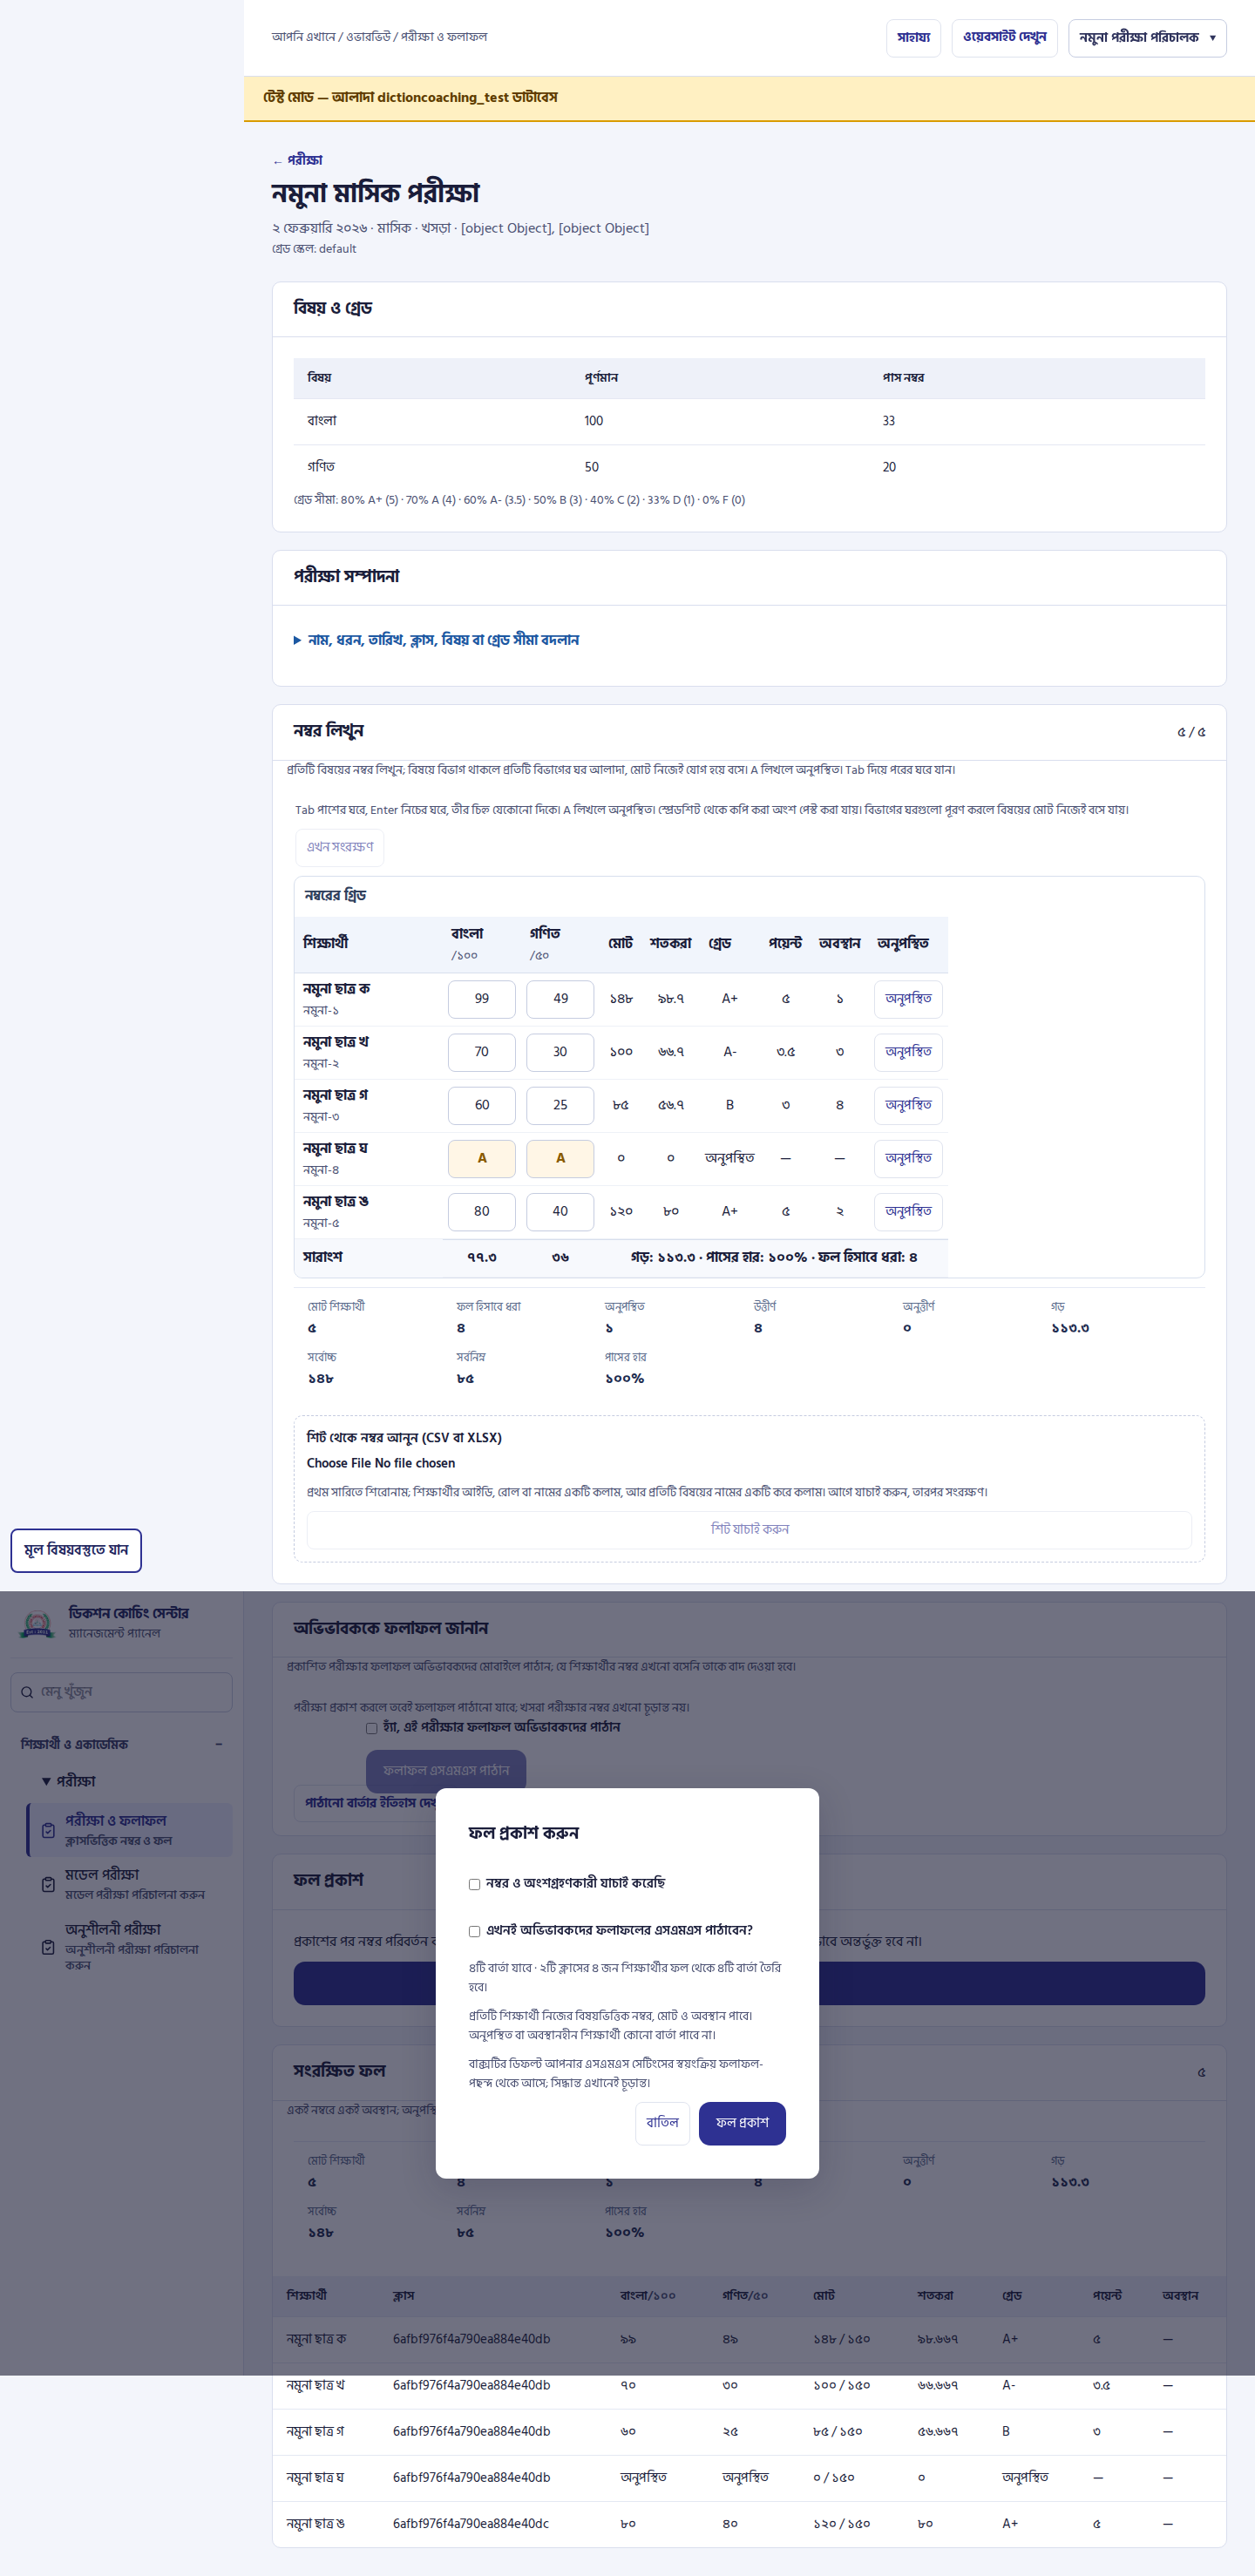 আপনি এখানে / ওভারভিউ / পরীক্ষা ও ফলাফল
সাহায্য
ওয়েবসাইট দেখুন
নমুনা পরীক্ষা পরিচালক
টেস্ট মোড — আলাদা dictioncoaching_test ডাটাবেস
← পরীক্ষা
নমুনা মাসিক পরীক্ষা
২ ফেব্রুয়ারি ২০২৬ · মাসিক · খসড়া · [object Object], [object Object]
গ্রেড স্কেল: default
বিষয় ও গ্রেড
বিষয় পূর্ণমান পাস নম্বর
বাংলা 100 33
গণিত 50 20
গ্রেড সীমা: 80% A+ (5) · 70% A (4) · 60% A- (3.5) · 50% B (3) · 40% C (2) · 33% D (1) · 0% F (0)
পরীক্ষা সম্পাদনা
নাম, ধরন, তারিখ, ক্লাস, বিষয় বা গ্রেড সীমা বদলান
নম্বর লিখুন
৫ / ৫
প্রতিটি বিষয়ের নম্বর লিখুন; বিষয়ে বিভাগ থাকলে প্রতিটি বিভাগের ঘর আলাদা, মোট নিজেই যোগ হয়ে বসে। A লিখলে অনুপস্থিত। Tab দিয়ে পরের ঘরে যান।
Tab পাশের ঘরে, Enter নিচের ঘরে, তীর চিহ্ন যেকোনো দিকে। A লিখলে অনুপস্থিত। স্প্রেডশিট থেকে কপি করা অংশ পেস্ট করা যায়। বিভাগের ঘরগুলো পূরণ করলে বিষয়ের মোট নিজেই বসে যায়।
এখন সংরক্ষণ
নম্বরের গ্রিড
শিক্ষার্থী বাংলা /১০০ গণিত /৫০ মোট শতকরা গ্রেড পয়েন্ট অবস্থান অনুপস্থিত
নমুনা ছাত্র ক 99 49 ১৪৮ ৯৮.৭ A+ ৫ ১ অনুপস্থিত
নমুনা-১
নমুনা ছাত্র খ 70 30 ১০০ ৬৬.৭ A- ৩.৫ ৩ অনুপস্থিত
নমুনা-২
নমুনা ছাত্র গ 60 25 ৮৫ ৫৬.৭ B ৩ ৪ অনুপস্থিত
নমুনা-৩
নমুনা ছাত্র ঘ A A ০ ০ অনুপস্থিত — — অনুপস্থিত
নমুনা-৪
নমুনা ছাত্র ঙ 80 40 ১২০ ৮০ A+ ৫ ২ অনুপস্থিত
নমুনা-৫
সারাংশ ৭৭.৩ ৩৬ গড়: ১১৩.৩ · পাসের হার: ১০০% · ফল হিসাবে ধরা: ৪
মোট শিক্ষার্থী ফল হিসাবে ধরা অনুপস্থিত উত্তীর্ণ অনুত্তীর্ণ গড়
৫ ৪ ১ ৪ ০ ১১৩.৩
সর্বোচ্চ সর্বনিম্ন পাসের হার
১৪৮ ৮৫ ১০০%
শিট থেকে নম্বর আনুন (CSV বা XLSX)
Choose File No file chosen
প্রথম সারিতে শিরোনাম; শিক্ষার্থীর আইডি, রোল বা নামের একটি কলাম, আর প্রতিটি বিষয়ের নামের একটি করে কলাম। আগে যাচাই করুন, তারপর সংরক্ষণ।
শিট যাচাই করুন
মূল বিষয়বস্তুতে যান
ডিকশন কোচিং সেন্টার
ম্যানেজমেন্ট প্যানেল
মেনু খুঁজুন
শিক্ষার্থী ও একাডেমিক −
পরীক্ষা
পরীক্ষা ও ফলাফল
ক্লাসভিত্তিক নম্বর ও ফল
মডেল পরীক্ষা
মডেল পরীক্ষা পরিচালনা করুন
অনুশীলনী পরীক্ষা
অনুশীলনী পরীক্ষা পরিচালনা
করুন
অভিভাবককে ফলাফল জানান
প্রকাশিত পরীক্ষার ফলাফল অভিভাবকদের মোবাইলে পাঠান; যে শিক্ষার্থীর নম্বর এখনো বসেনি তাকে বাদ দেওয়া হবে।
পরীক্ষা প্রকাশ করলে তবেই ফলাফল পাঠানো যাবে; খসরা পরীক্ষার নম্বর এখনো চূড়ান্ত নয়।
হ্যাঁ, এই পরীক্ষার ফলাফল অভিভাবকদের পাঠান
ফলাফল এসএমএস পাঠান
পাঠানো বার্তার ইতিহাস
ফল প্রকাশ
প্রকাশের পর নম্বর পরিবর্তন
অন্তর্ভুক্ত হবে না।
ফল প্রকাশ করুন
নম্বর ও অংশগ্রহণকারী যাচাই করেছি
এখনই অভিভাবকদের ফলাফলের এসএমএস পাঠাবেন?
৪টি বার্তা যাবে · ২টি ক্লাসের ৪ জন শিক্ষার্থীর ফল থেকে ৪টি বার্তা তৈরি
হবে।
প্রতিটি শিক্ষার্থী নিজের বিষয়ভিত্তিক নম্বর, মোট ও অবস্থান পাবে।
অনুপস্থিত বা অবস্থানহীন শিক্ষার্থী কোনো বার্তা পাবে না।
বাক্সটির ডিফল্ট আপনার এসএমএস সেটিংসের স্বয়ংক্রিয় ফলাফল-
পছন্দ থেকে আসে; সিদ্ধান্ত এখানেই চূড়ান্ত।
বাতিল
ফল প্রকাশ
সংরক্ষিত ফল
৫
একই নম্বরে একই অবস্থান;
মোট শিক্ষার্থী অনুত্তীর্ণ গড়
৫ ৪ ১ ৪ ০ ১১৩.৩
সর্বোচ্চ সর্বনিম্ন পাসের হার
১৪৮ ৮৫ ১০০%
শিক্ষার্থী ক্লাস বাংলা/১০০ গণিত/৫০ মোট শতকরা গ্রেড পয়েন্ট অবস্থান
নমুনা ছাত্র ক 6afbf976f4a790ea884e40db ৯৯ ৪৯ ১৪৮ / ১৫০ ৯৮.৬৬৭ A+ ৫ —
নমুনা ছাত্র খ 6afbf976f4a790ea884e40db ৭০ ৩০ ১০০ / ১৫০ ৬৬.৬৬৭ A- ৩.৫ —
নমুনা ছাত্র গ 6afbf976f4a790ea884e40db ৬০ ২৫ ৮৫ / ১৫০ ৫৬.৬৬৭ B ৩ —
নমুনা ছাত্র ঘ 6afbf976f4a790ea884e40db অনুপস্থিত অনুপস্থিত ০ / ১৫০ ০ অনুপস্থিত — —
নমুনা ছাত্র ঙ 6afbf976f4a790ea884e40dc ৮০ ৪০ ১২০ / ১৫০ ৮০ A+ ৫ —